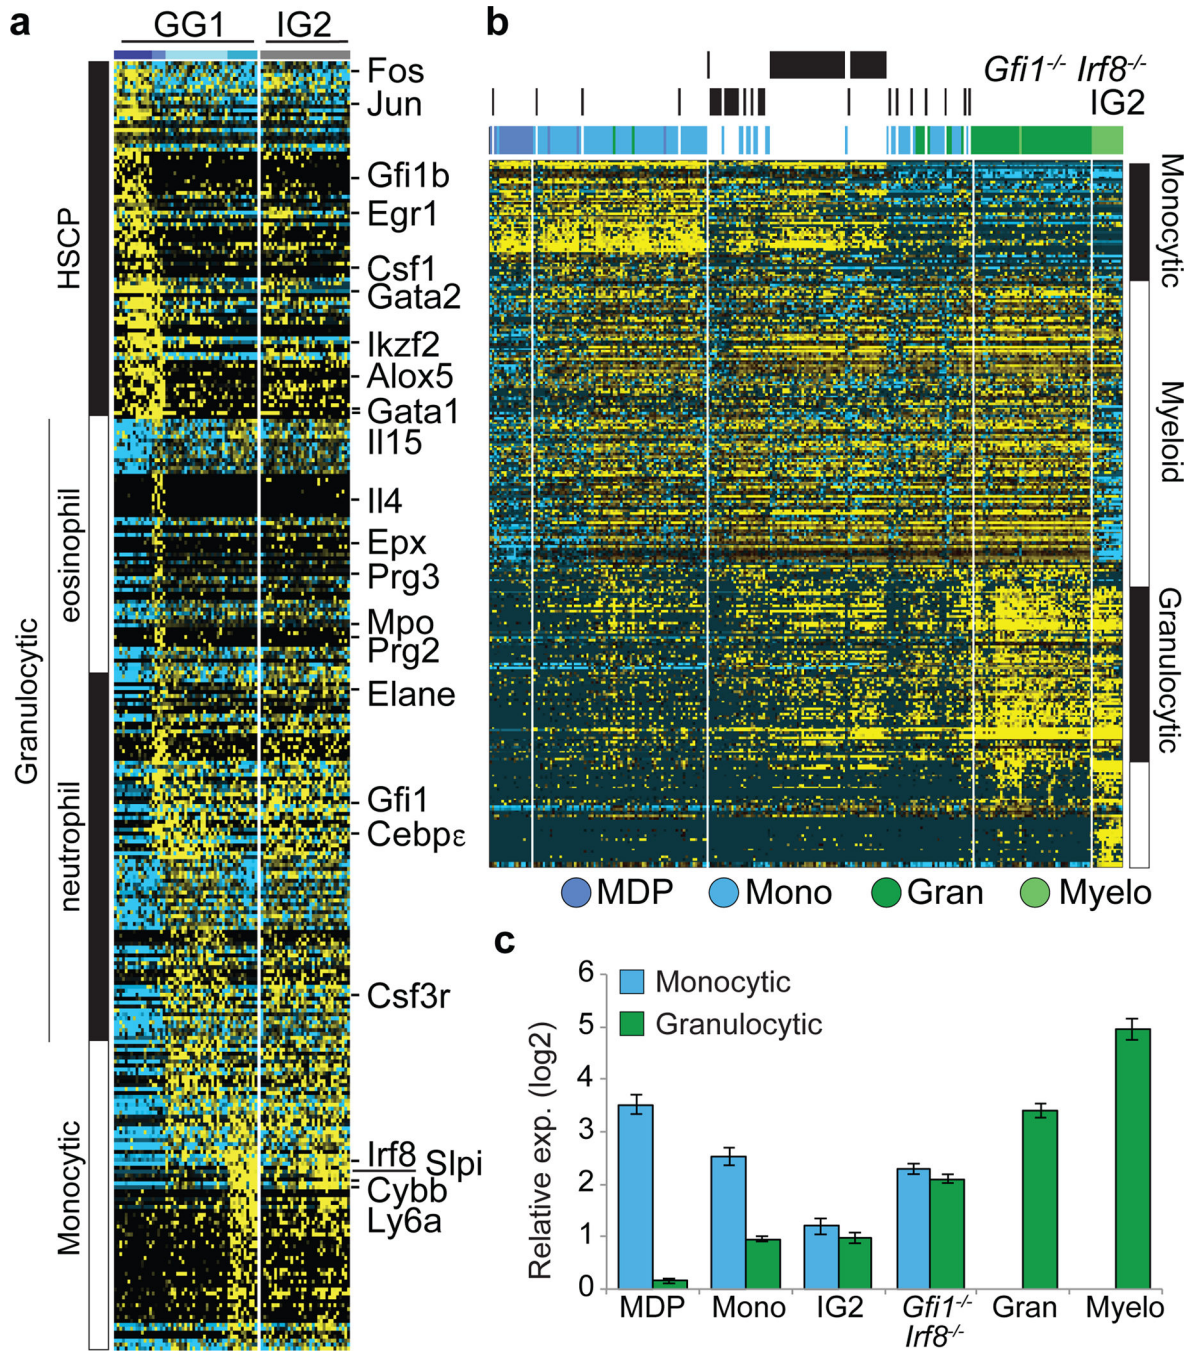 a
GG1 IG2
HSCP
Granulocytic
eosinophil
neutrophil
Monocytic
Fos
Jun
Gfi1b
Egr1
Csf1
Gata2
Ikzf2
Alox5
Gata1
Il15
Il4
Epx
Prg3
Mpo
Prg2
Elane
Gfi1
Cebpε
Csf3r
Irf8 Slpi
Cybb
Ly6a
b
Gfi1-/- Irf8-/-
IG2
Monocytic
Myeloid
Granulocytic
MDP Mono Gran Myelo
c
Relative exp. (log2)
6
5
4
3
2
1
0
Monocytic
Granulocytic
MDP Mono IG2 Gfi1-/- Gran Myelo
Irf8-/-